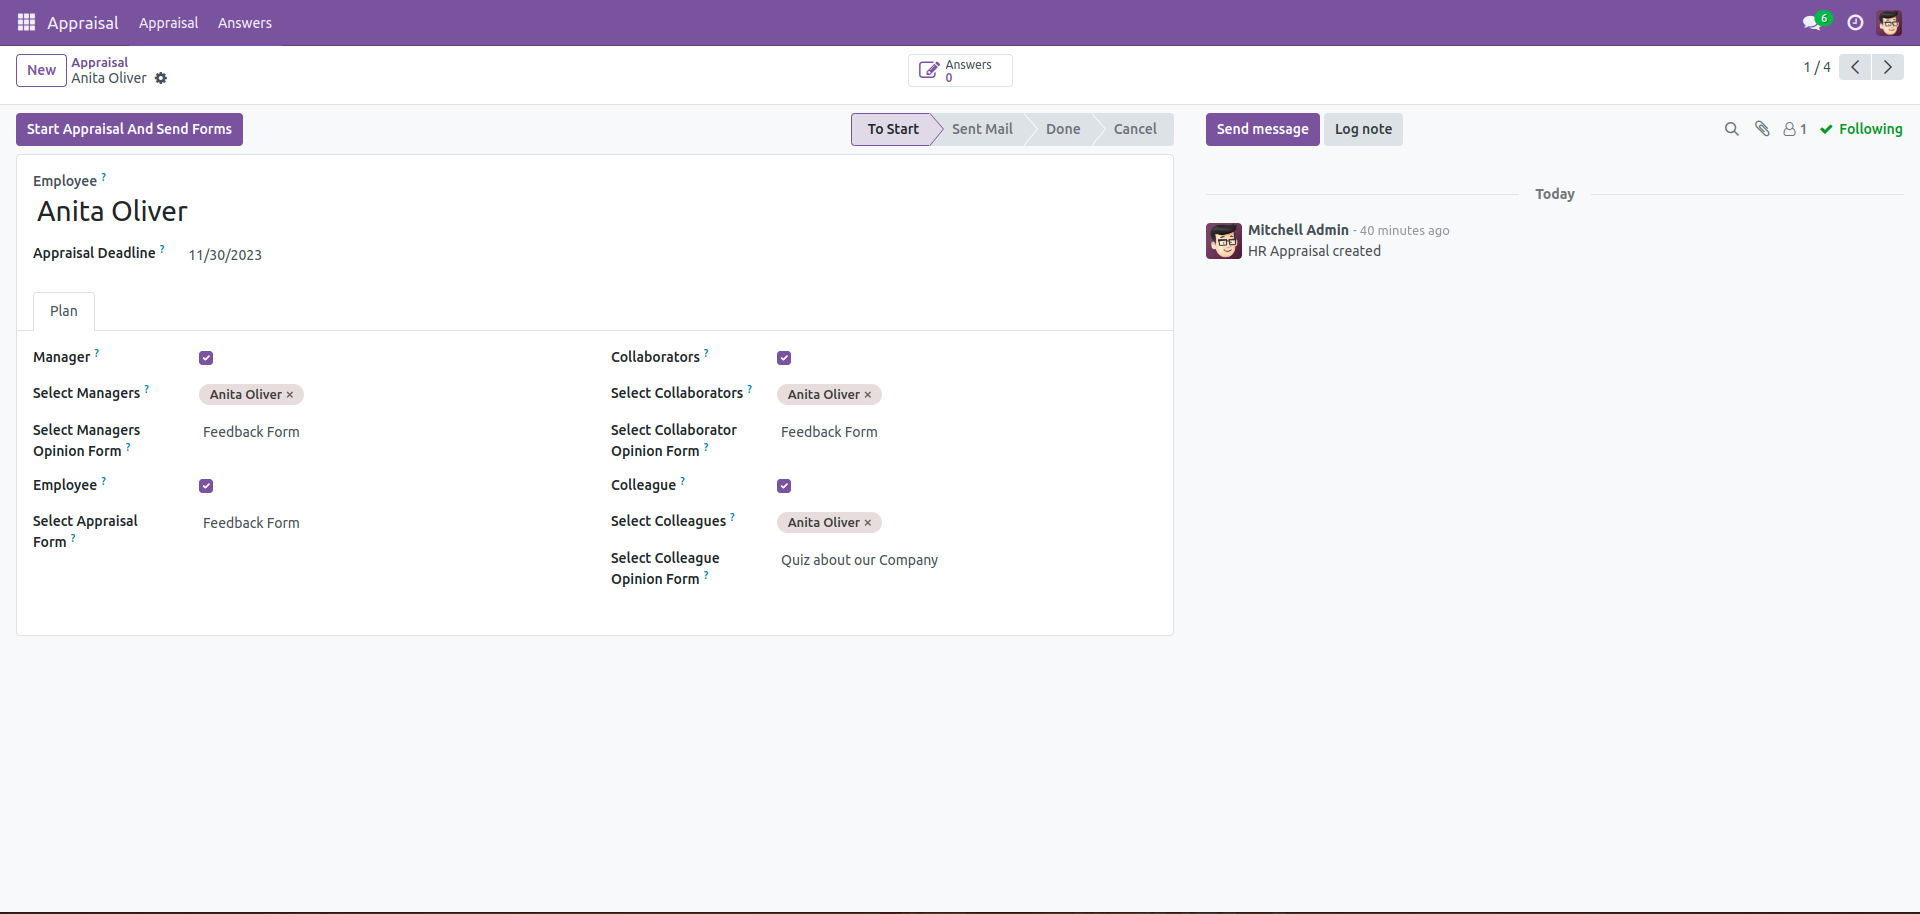 Appraisal Appraisal Answers 6
New Appraisal
Anita Oliver
Answers
0
1 / 4
Start Appraisal And Send Forms
To Start Sent Mail Done Cancel
Send message Log note
1 Following
Employee ?
Anita Oliver
Appraisal Deadline ? 11/30/2023
Plan
Manager ?
Select Managers ? Anita Oliver ×
Select Managers
Opinion Form ?
Feedback Form
Employee ?
Select Appraisal
Form ?
Feedback Form
Collaborators ?
Select Collaborators ? Anita Oliver ×
Select Collaborator
Opinion Form ?
Feedback Form
Colleague ?
Select Colleagues ? Anita Oliver ×
Select Colleague
Opinion Form ?
Quiz about our Company
Today
Mitchell Admin - 40 minutes ago
HR Appraisal created